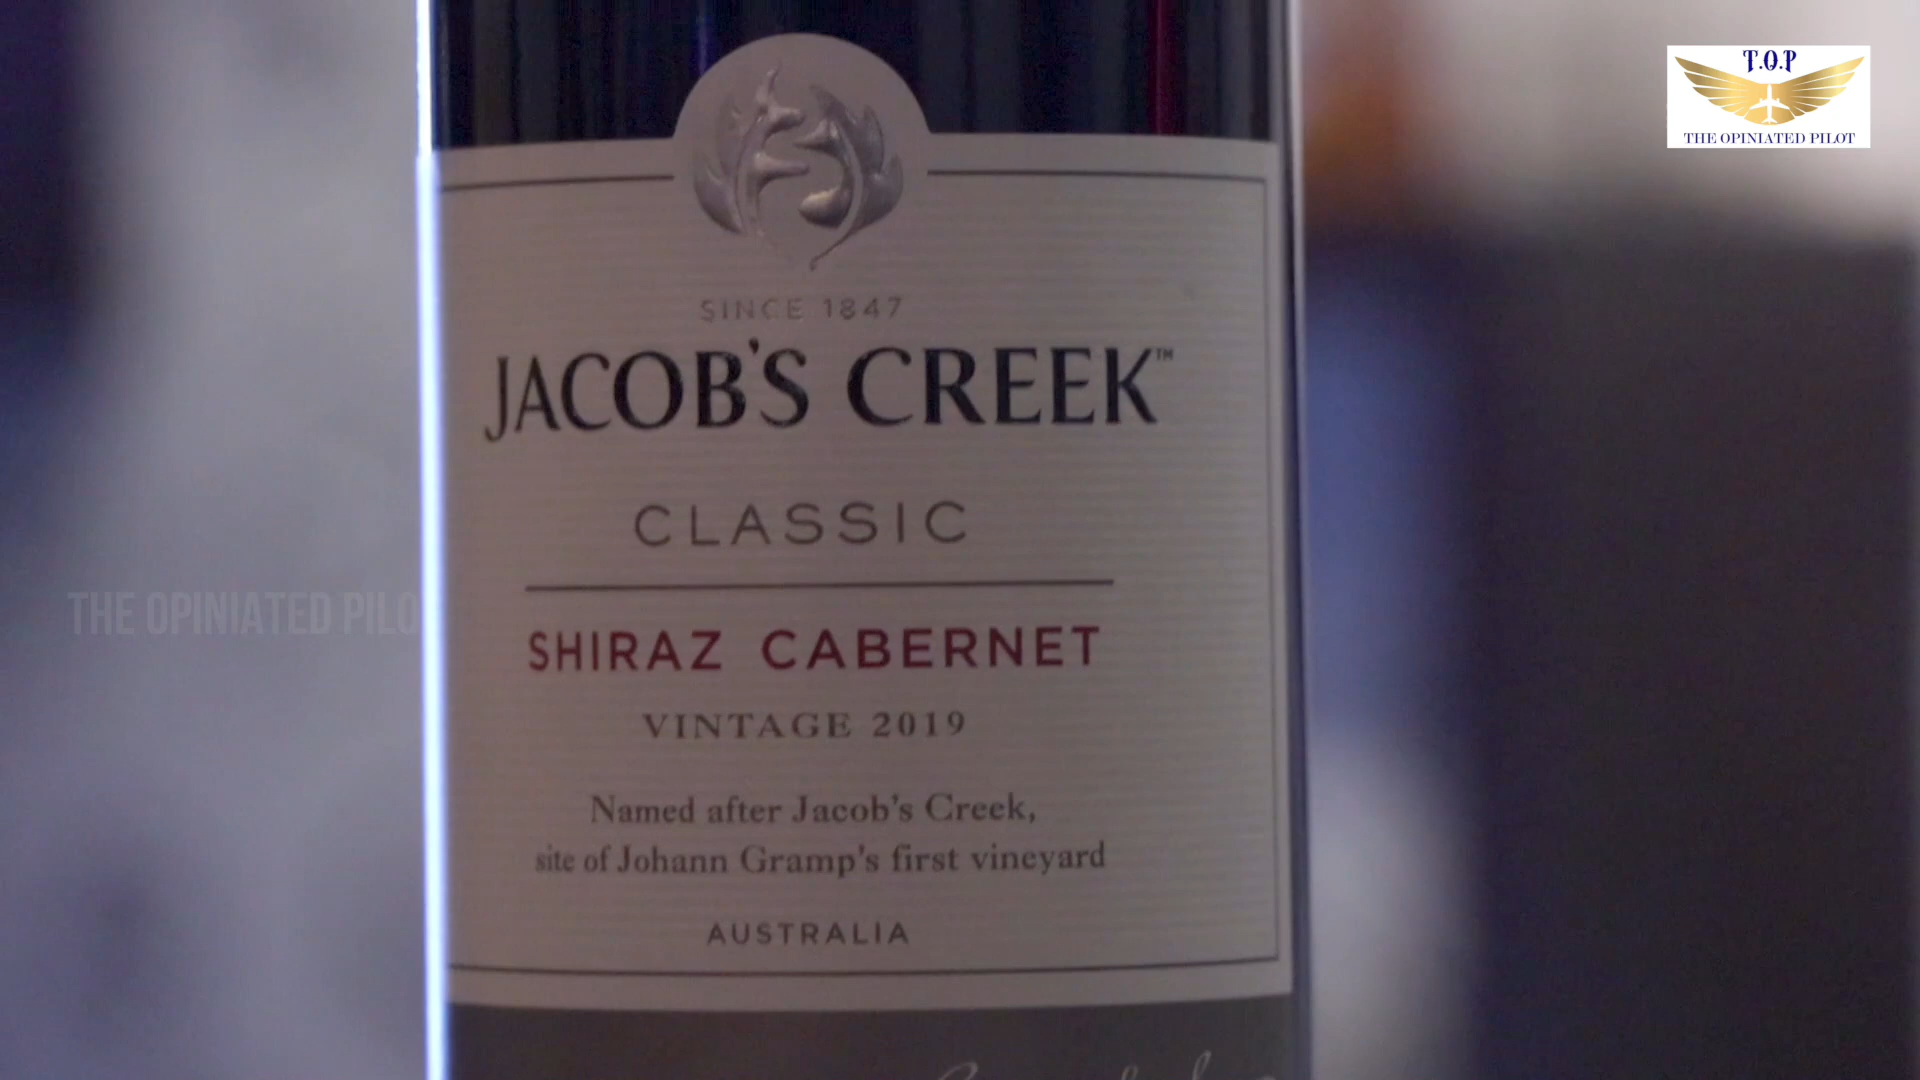 T.O.P
THE OPINIATED PILOT
SINCE 1847
JACOB'S CREEK™
CLASSIC
THE OPINIATED PILO
SHIRAZ CABERNET
VINTAGE 2019
Named after Jacob's Creek,
site of Johann Gramp's first vineyard
AUSTRALIA